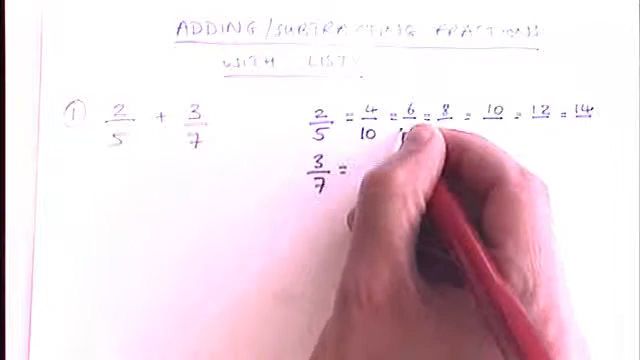 ADDING/SUBTRACTING FRACTIONS
WITH LISTS
① 2/5 + 3/7
2/5 = 4/10 = 6/ = 8/ = 10/ = 12/ = 14/
3/7 =